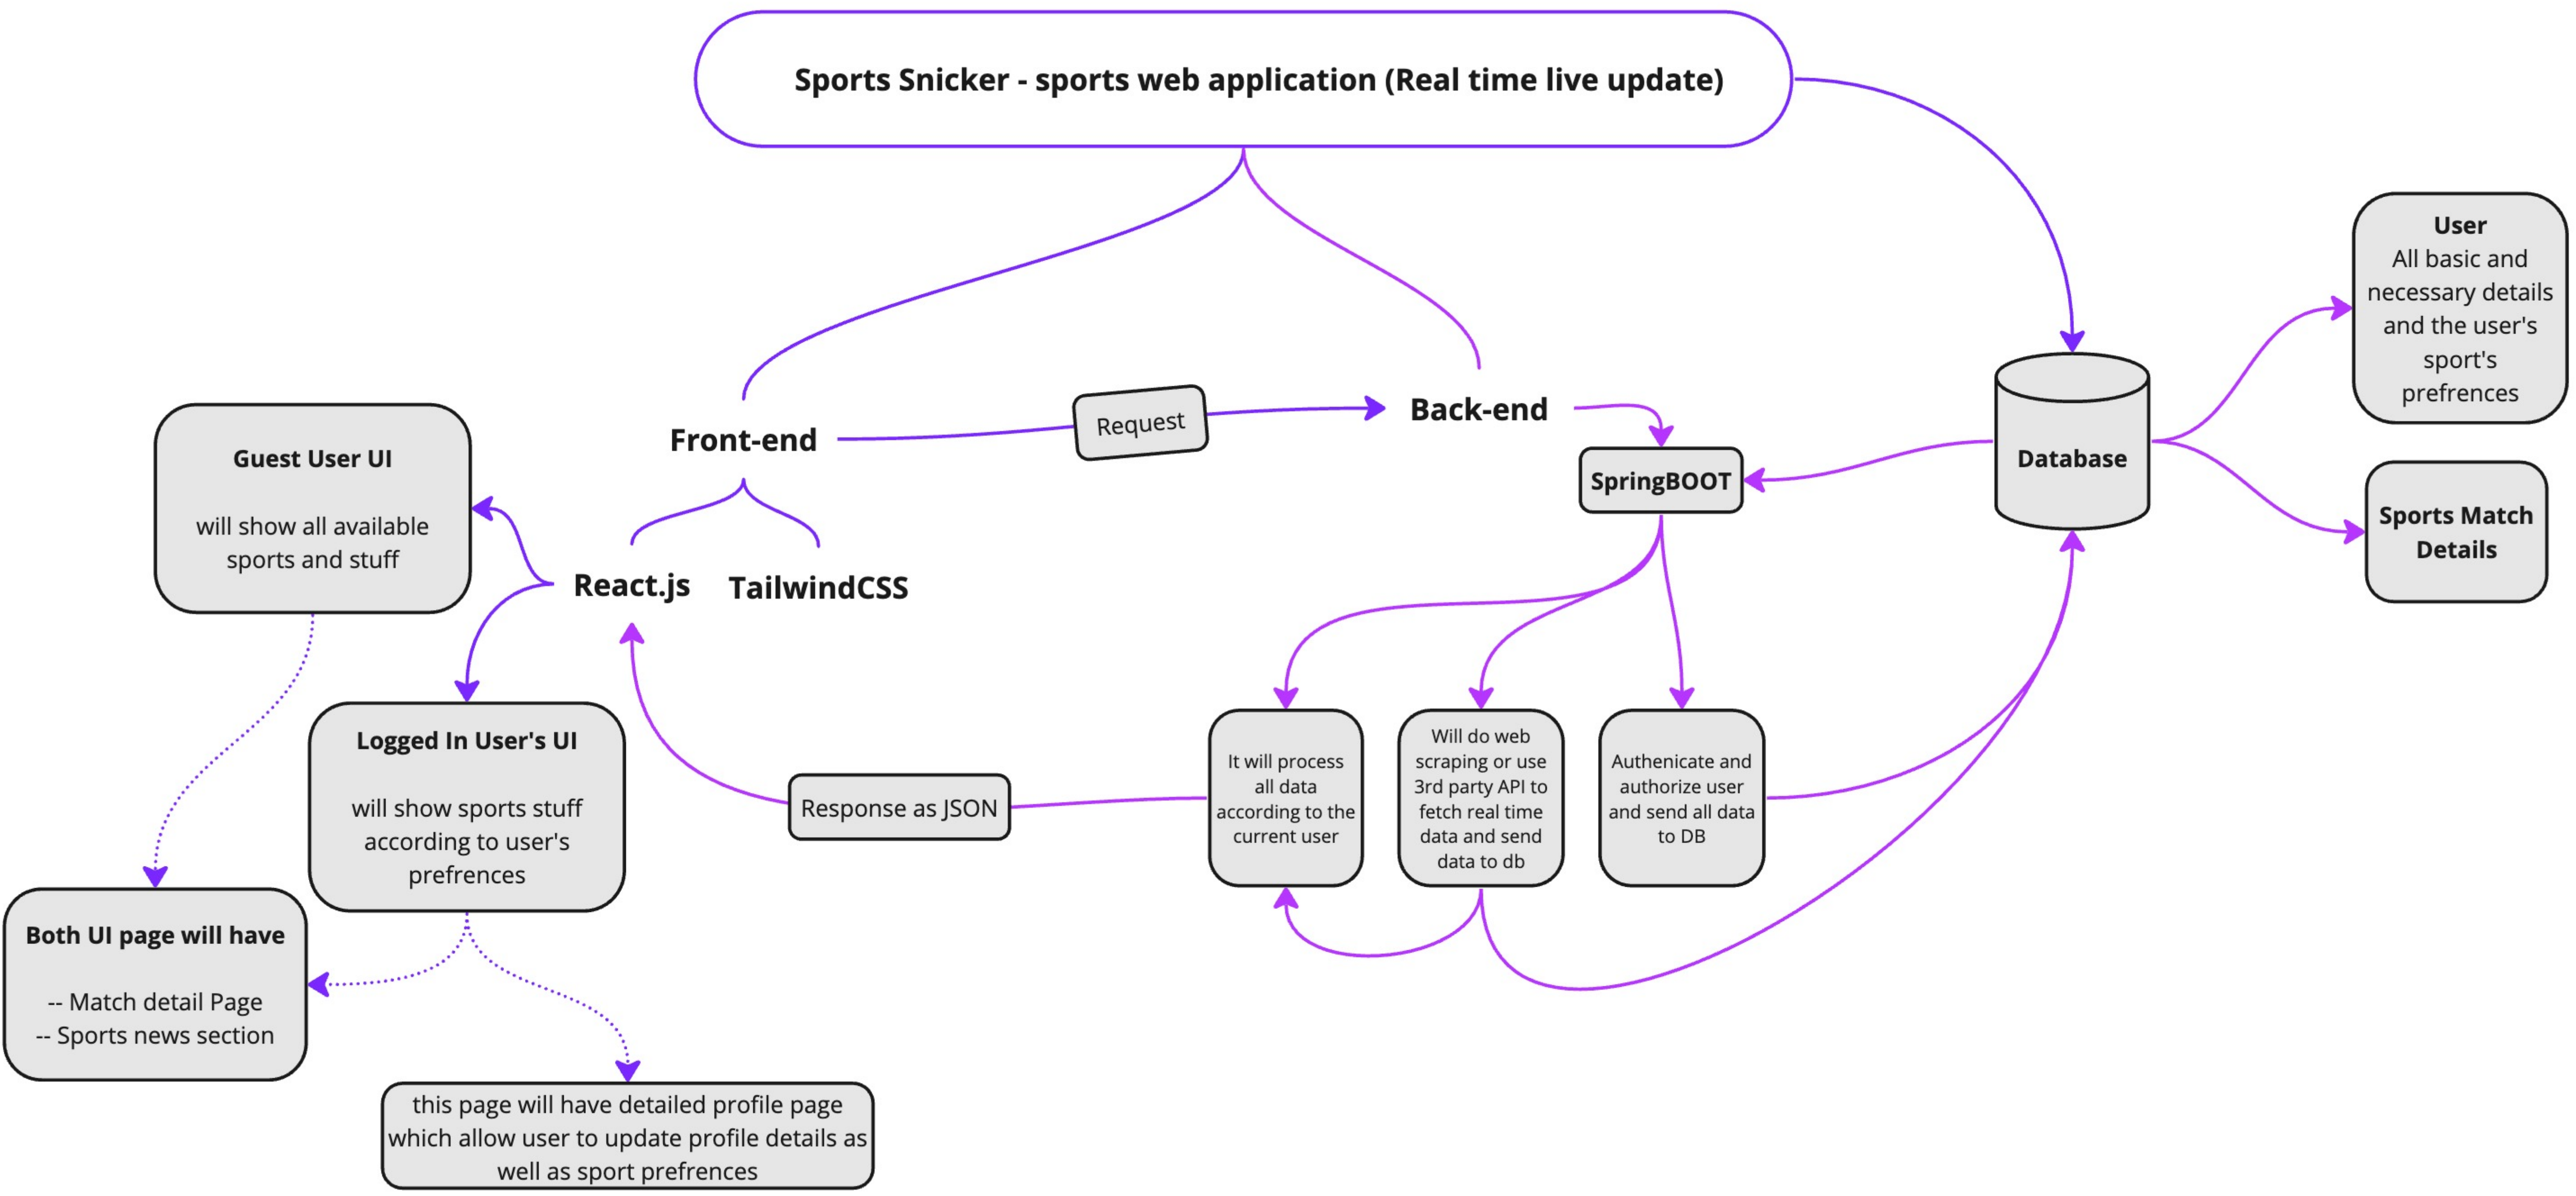 Sports Snicker - sports web application (Real time live update)
User
All basic and
necessary details
and the user's
sport's
prefrences
Front-end
Request
Back-end
SpringBOOT
Database
Sports Match
Details
Guest User UI
will show all available
sports and stuff
React.js
TailwindCSS
Logged In User's UI
will show sports stuff
according to user's
prefrences
Response as JSON
It will process
all data
according to the
current user
Will do web
scraping or use
3rd party API to
fetch real time
data and send
data to db
Authenicate and
authorize user
and send all data
to DB
Both UI page will have
-- Match detail Page
-- Sports news section
this page will have detailed profile page
which allow user to update profile details as
well as sport prefrences